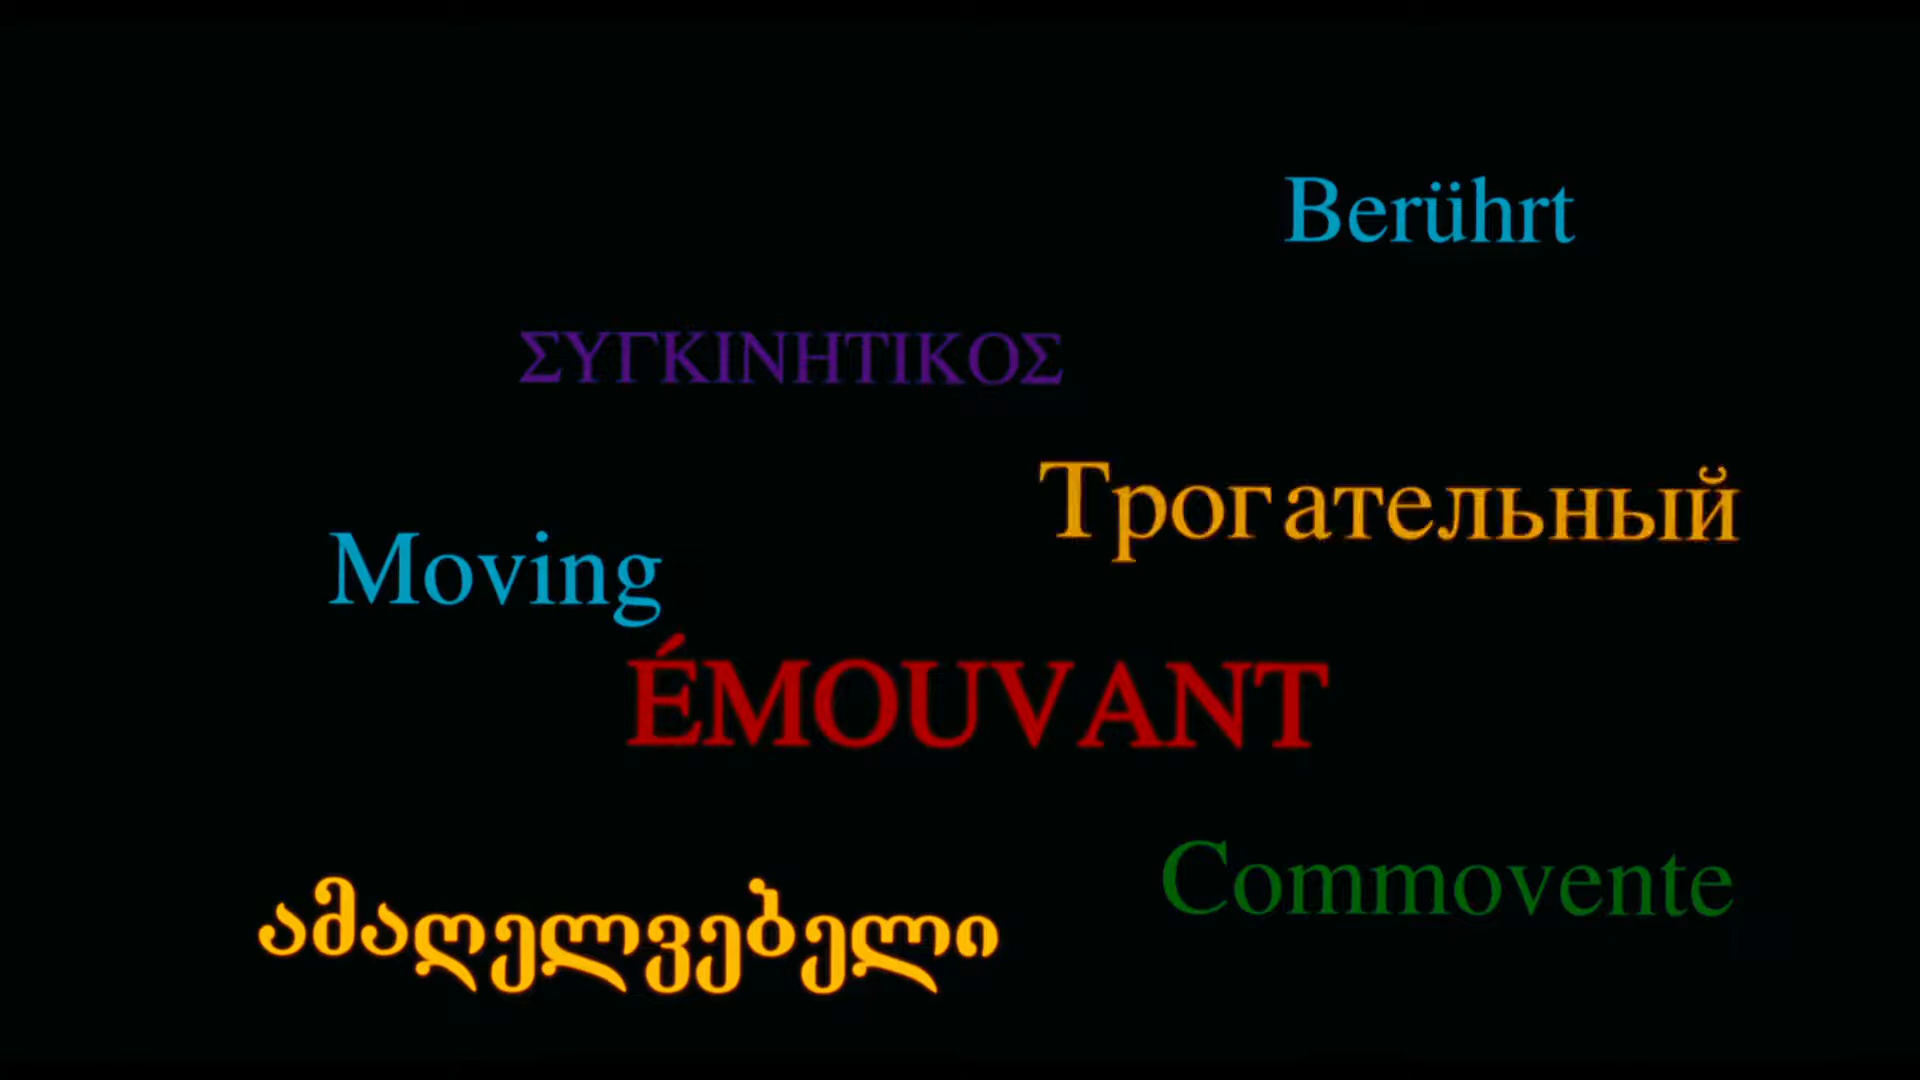 Berührt
ΣΥΓΚΙΝΗΤΙΚΟΣ
Трогательный
Moving
ÉMOUVANT
Commovente
ამაღელვებელი